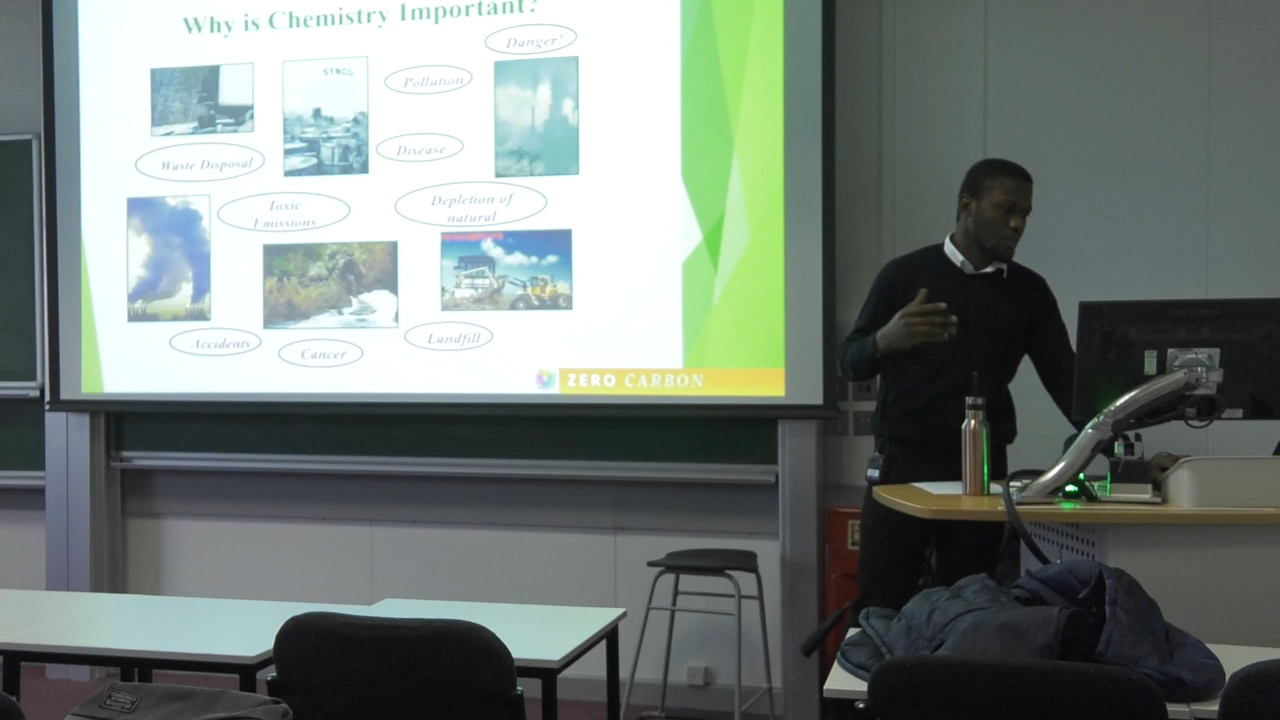 Why is Chemistry Important?
Danger!
Pollution
Waste Disposal
Disease
Toxic
Emissions
Depletion of
natural
Accidents
Cancer
Landfill
ZERO CARBON